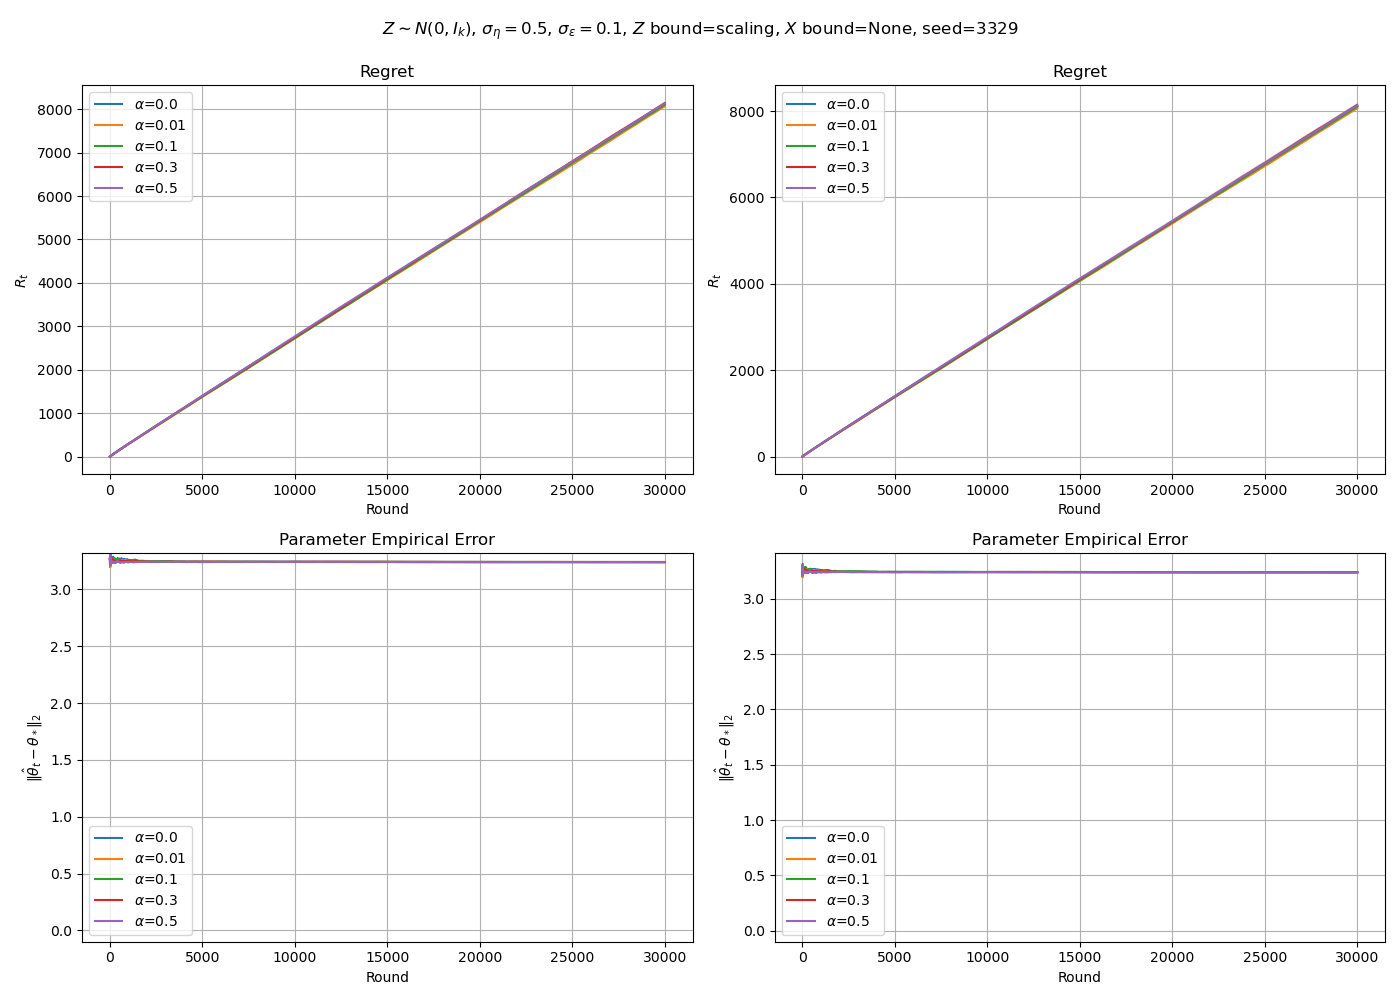 Z ∼ N(0, I_k), σ_η = 0.5, σ_ε = 0.1, Z bound=scaling, X bound=None, seed=3329
Regret
8000
7000
6000
5000
4000
3000
2000
1000
0
R_t
α=0.0
α=0.01
α=0.1
α=0.3
α=0.5
0 5000 10000 15000 20000 25000 30000
Round
Regret
8000
6000
4000
2000
0
R_t
α=0.0
α=0.01
α=0.1
α=0.3
α=0.5
0 5000 10000 15000 20000 25000 30000
Round
Parameter Empirical Error
3.0
2.5
2.0
1.5
1.0
0.5
0.0
‖θ̂_t − θ_*‖_2
α=0.0
α=0.01
α=0.1
α=0.3
α=0.5
0 5000 10000 15000 20000 25000 30000
Round
Parameter Empirical Error
3.0
2.5
2.0
1.5
1.0
0.5
0.0
‖θ̂_t − θ_*‖_2
α=0.0
α=0.01
α=0.1
α=0.3
α=0.5
0 5000 10000 15000 20000 25000 30000
Round